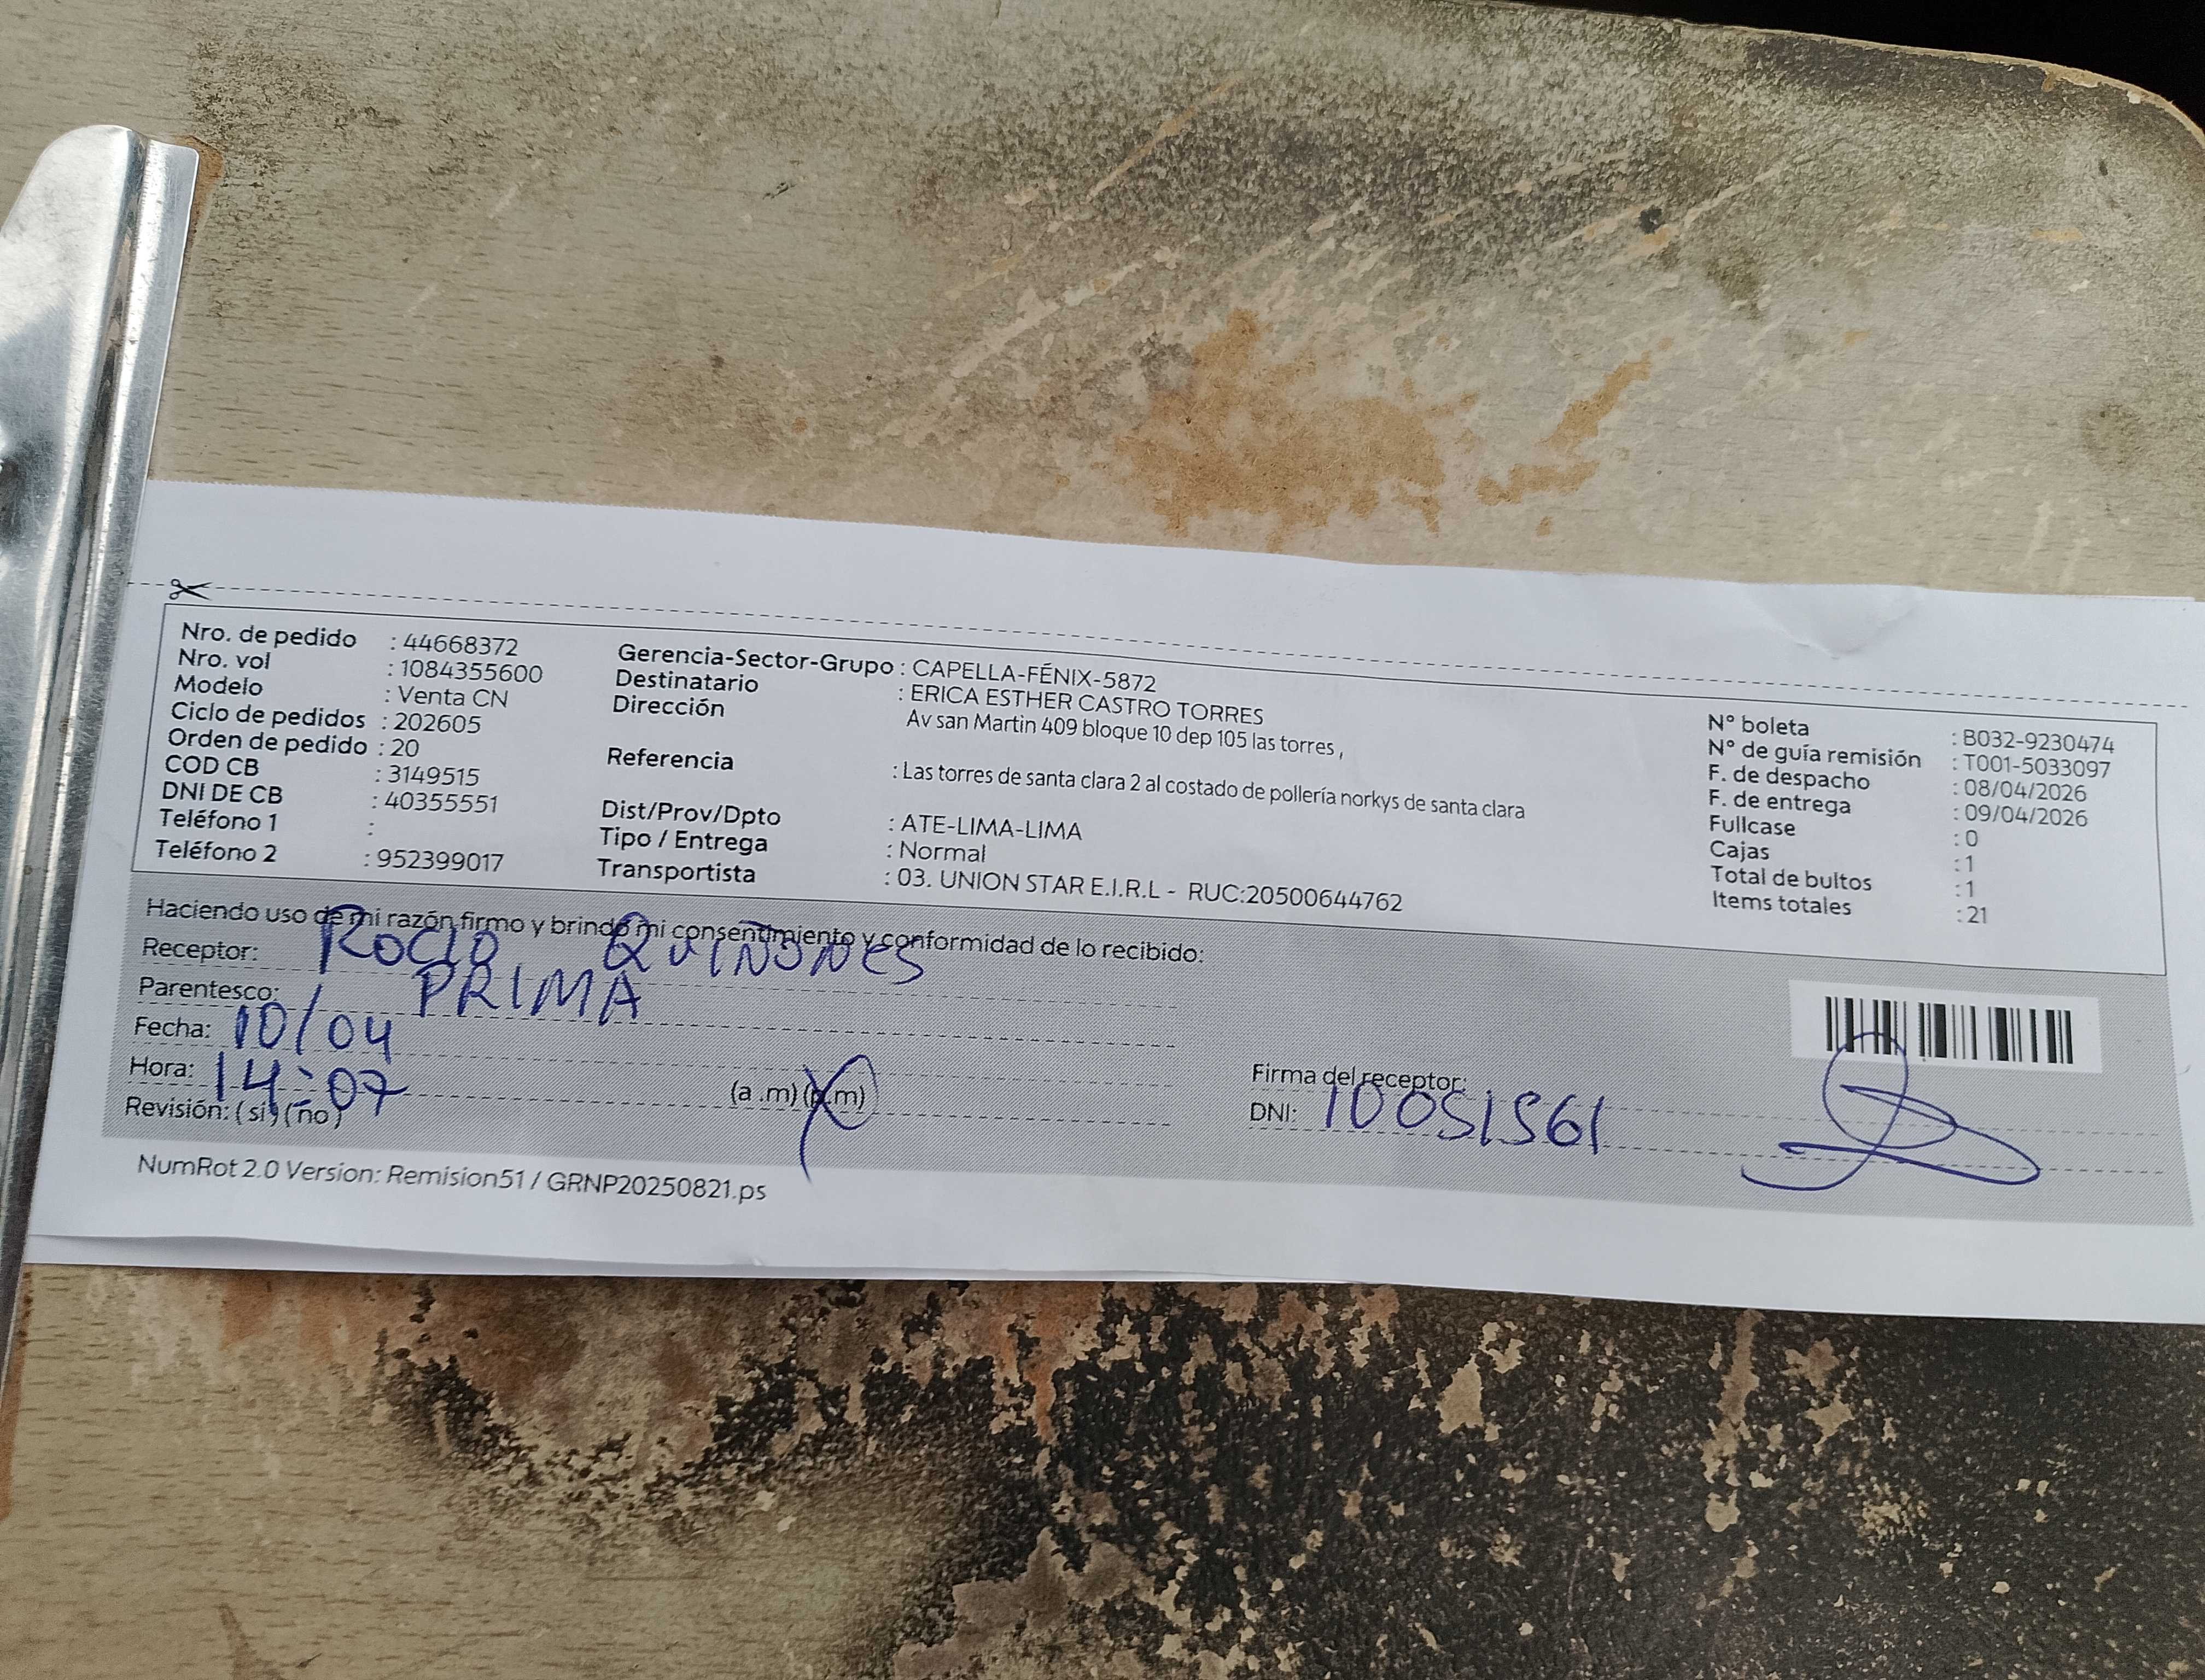 Nro. de pedido : 44668372
Nro. vol : 1084355600
Modelo : Venta CN
Ciclo de pedidos : 202605
Orden de pedido : 20
COD CB : 3149515
DNI DE CB : 40355551
Teléfono 1 :
Teléfono 2 : 952399017
Gerencia-Sector-Grupo : CAPELLA-FÉNIX-5872
Destinatario : ERICA ESTHER CASTRO TORRES
Dirección Av san Martin 409 bloque 10 dep 105 las torres ,
Referencia : Las torres de santa clara 2 al costado de pollería norkys de santa clara
Dist/Prov/Dpto : ATE-LIMA-LIMA
Tipo / Entrega : Normal
Transportista : 03. UNION STAR E.I.R.L - RUC:20500644762
N° boleta : B032-9230474
N° de guía remisión : T001-5033097
F. de despacho : 08/04/2026
F. de entrega : 09/04/2026
Fullcase : 0
Cajas : 1
Total de bultos : 1
Items totales : 21
Haciendo uso de mi razón firmo y brindo mi consentimiento y conformidad de lo recibido:
Receptor: ROCIO QUIÑONES
Parentesco: PRIMA
Fecha: 10/04
Hora: 14:07 (a .m) (p.m)
Revisión: ( si) ( no )
Firma del receptor:
DNI: 10051561
NumRot 2.0 Version: Remision51 / GRNP20250821.ps